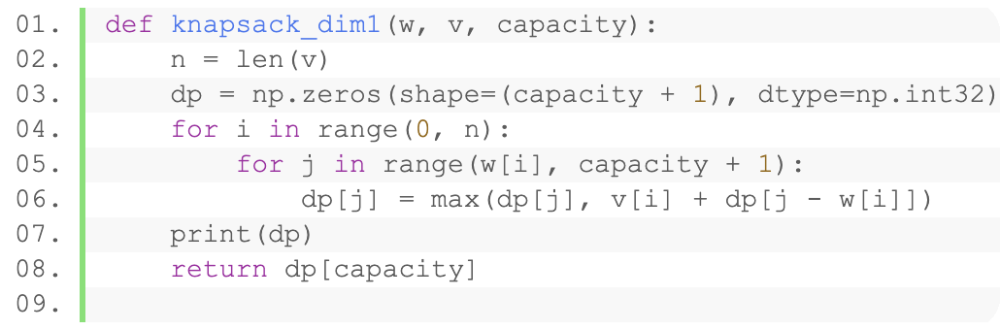 01. def knapsack_dim1(w, v, capacity):
02.     n = len(v)
03.     dp = np.zeros(shape=(capacity + 1), dtype=np.int32)
04.     for i in range(0, n):
05.         for j in range(w[i], capacity + 1):
06.             dp[j] = max(dp[j], v[i] + dp[j - w[i]])
07.     print(dp)
08.     return dp[capacity]
09.